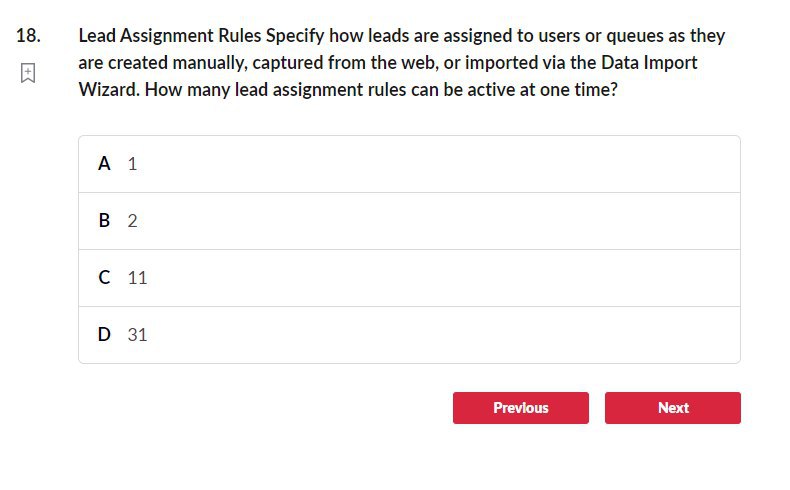 18. Lead Assignment Rules Specify how leads are assigned to users or queues as they
are created manually, captured from the web, or imported via the Data Import
Wizard. How many lead assignment rules can be active at one time?
A 1
B 2
C 11
D 31
Previous Next